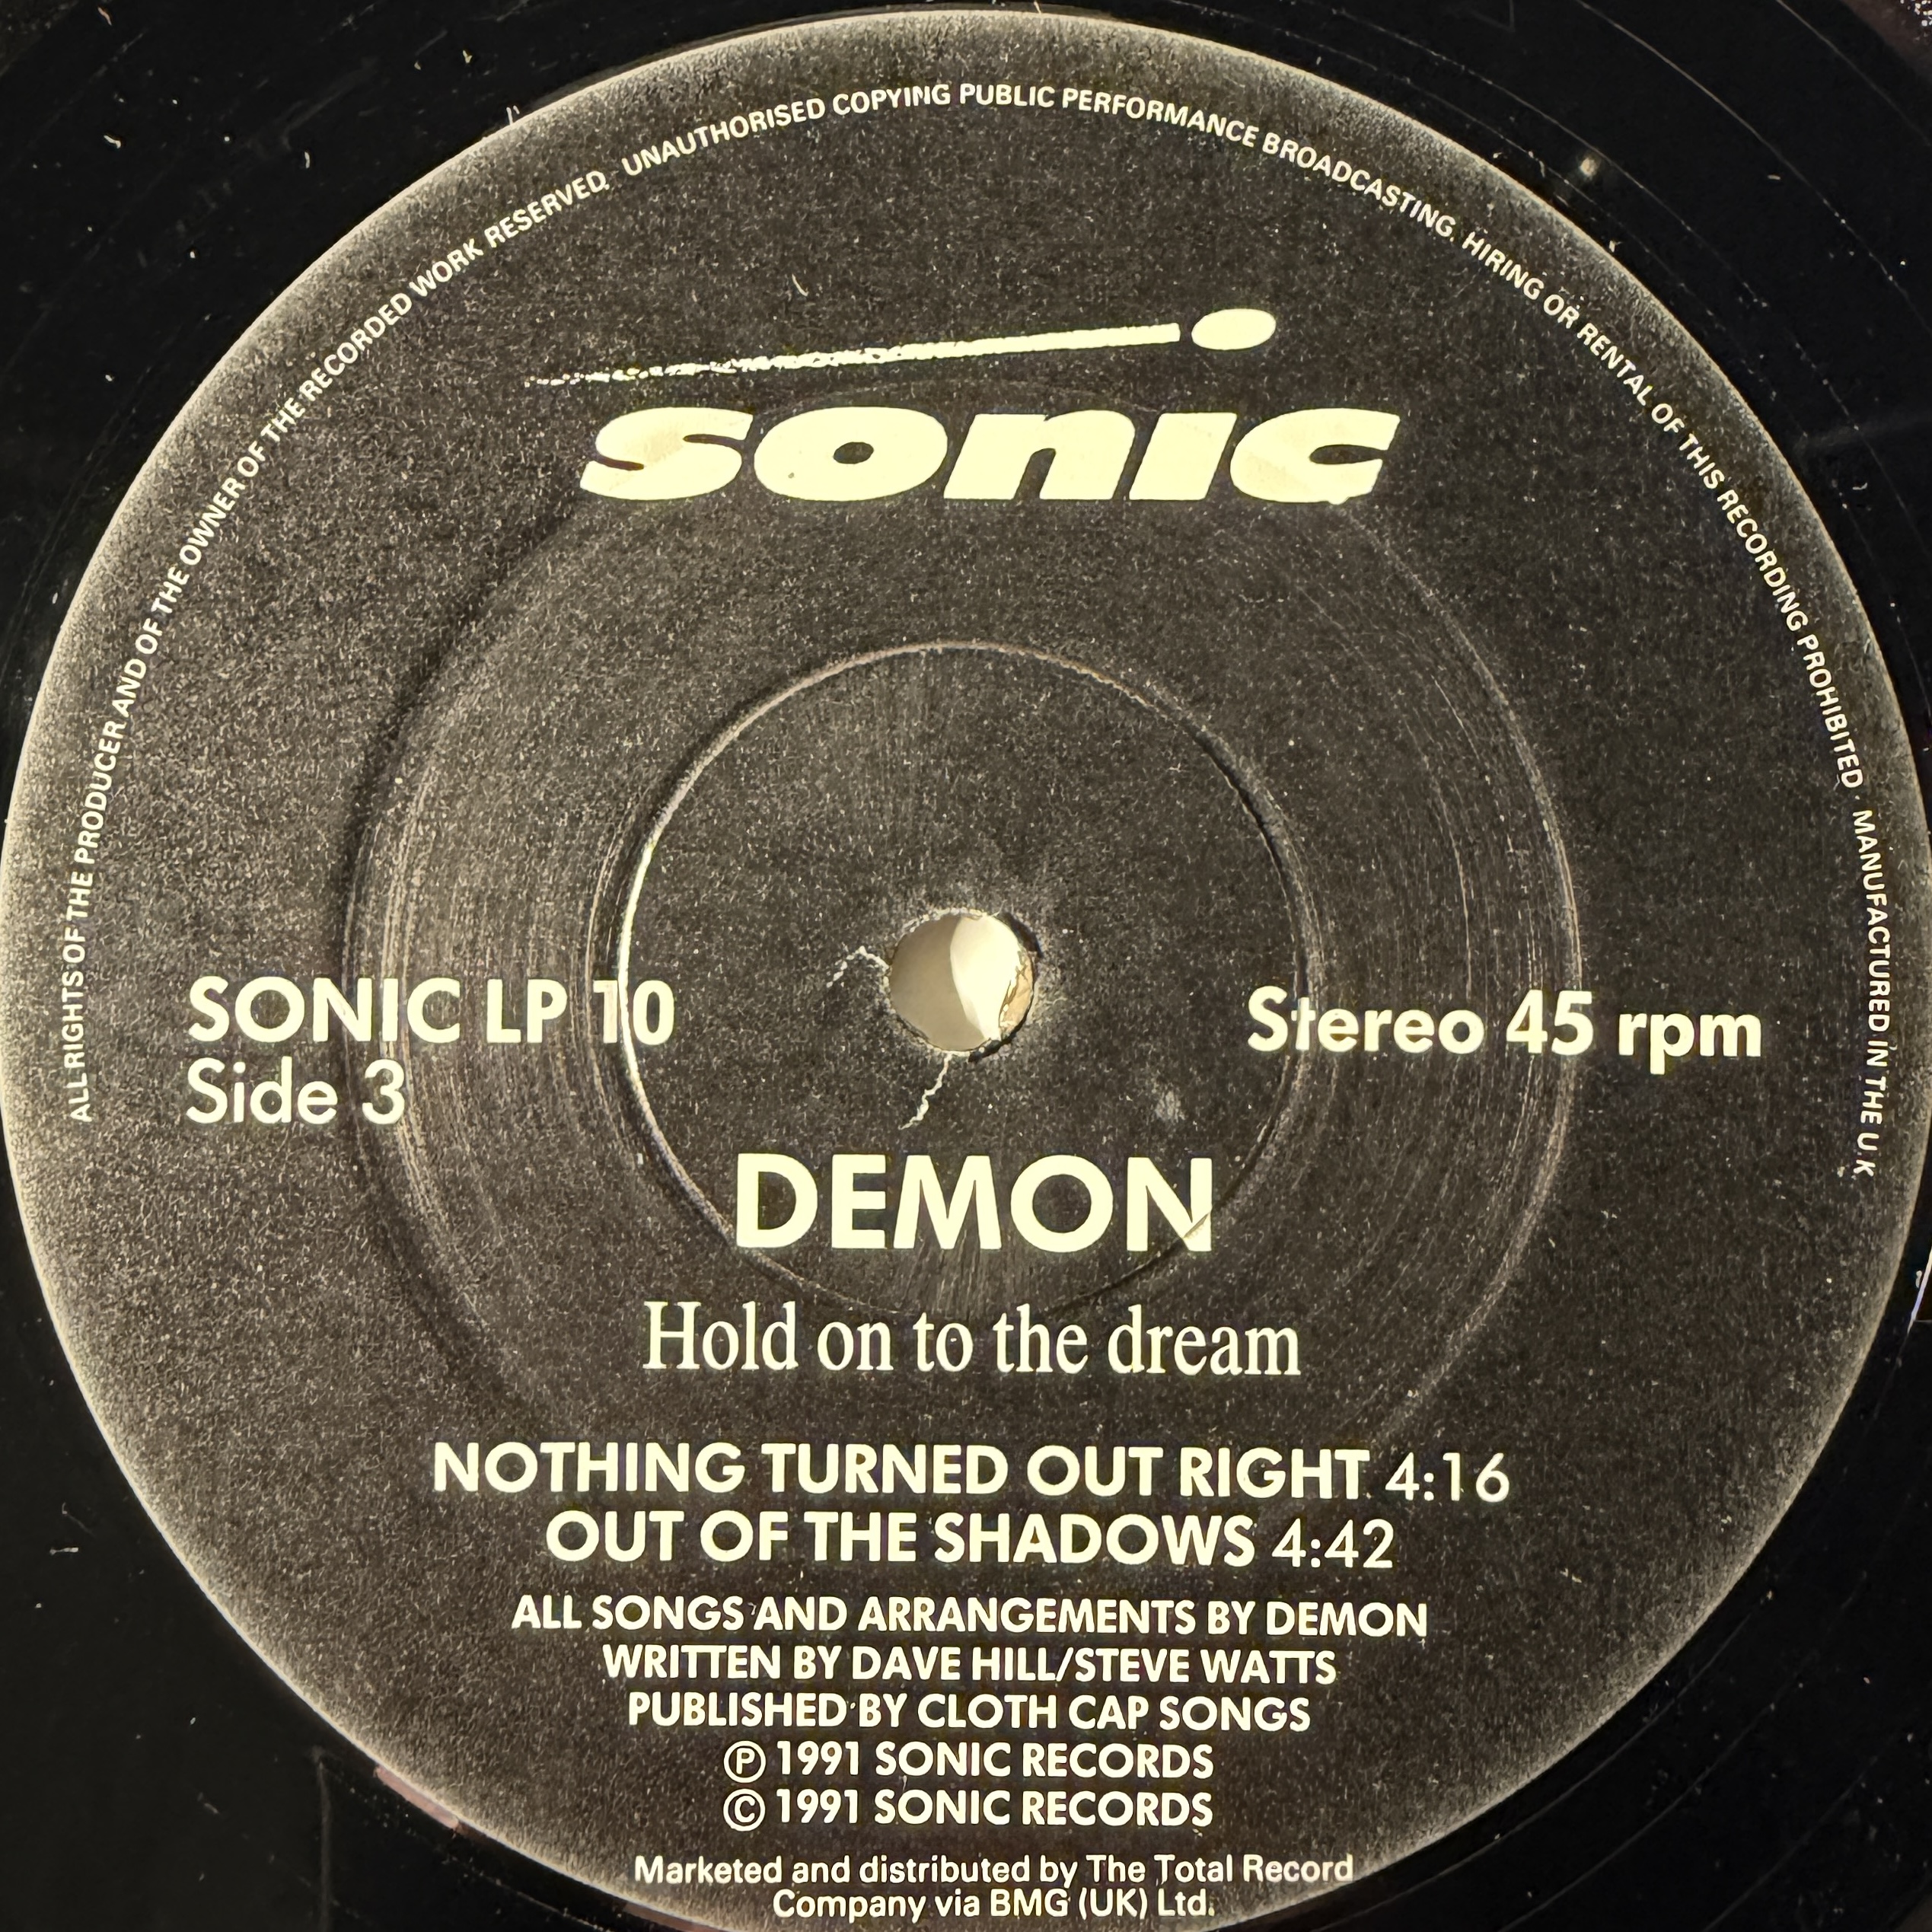 ALL RIGHTS OF THE PRODUCER AND OF THE OWNER OF THE RECORDED WORK RESERVED. UNAUTHORISED COPYING PUBLIC PERFORMANCE BROADCASTING. HIRING OR RENTAL OF THIS RECORDING PROHIBITED · MANUFACTURED IN THE U.K
sonic
SONIC LP 10
Side 3
Stereo 45 rpm
DEMON
Hold on to the dream
NOTHING TURNED OUT RIGHT 4:16
OUT OF THE SHADOWS 4:42
ALL SONGS AND ARRANGEMENTS BY DEMON
WRITTEN BY DAVE HILL/STEVE WATTS
PUBLISHED BY CLOTH CAP SONGS
℗ 1991 SONIC RECORDS
© 1991 SONIC RECORDS
Marketed and distributed by The Total Record
Company via BMG (UK) Ltd.